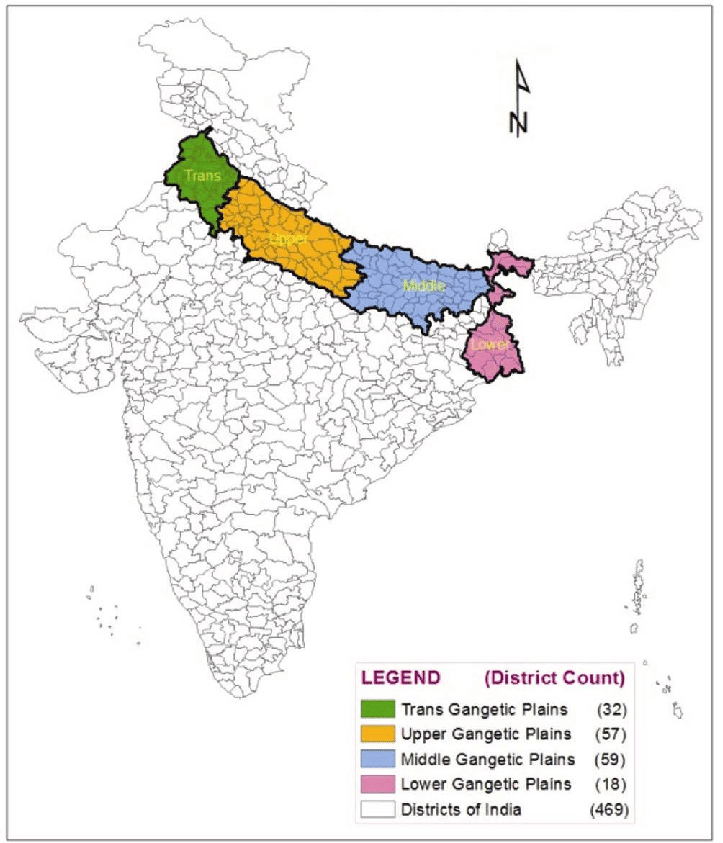 N
Trans
Upper
Middle
Lower
LEGEND (District Count)
Trans Gangetic Plains (32)
Upper Gangetic Plains (57)
Middle Gangetic Plains (59)
Lower Gangetic Plains (18)
Districts of India (469)